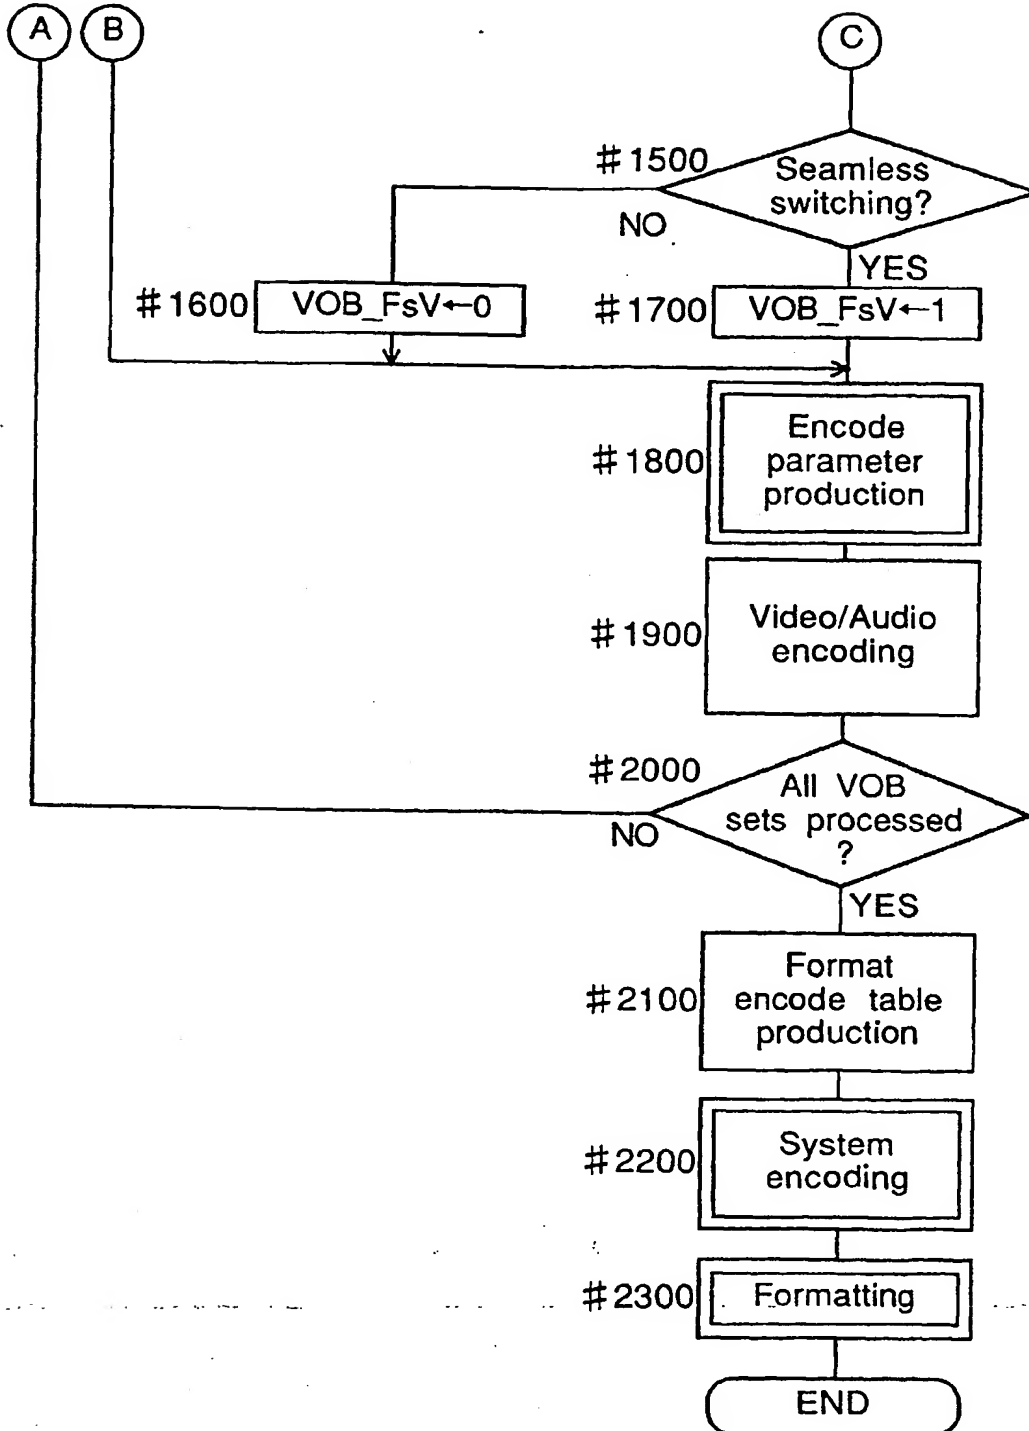 A
B
C
#1500
Seamless
switching?
NO
YES
#1600
VOB_FsV←0
#1700
VOB_FsV←1
#1800
Encode
parameter
production
#1900
Video/Audio
encoding
#2000
All VOB
sets processed
?
NO
YES
#2100
Format
encode table
production
#2200
System
encoding
#2300
Formatting
END